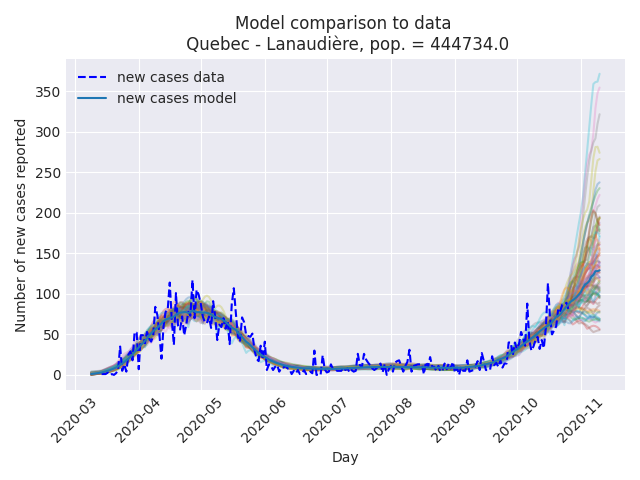 Model comparison to data
Quebec - Lanaudière, pop. = 444734.0
new cases data
new cases model
Number of new cases reported
350
300
250
200
150
100
50
0
2020-03
2020-04
2020-05
2020-06
2020-07
2020-08
2020-09
2020-10
2020-11
Day